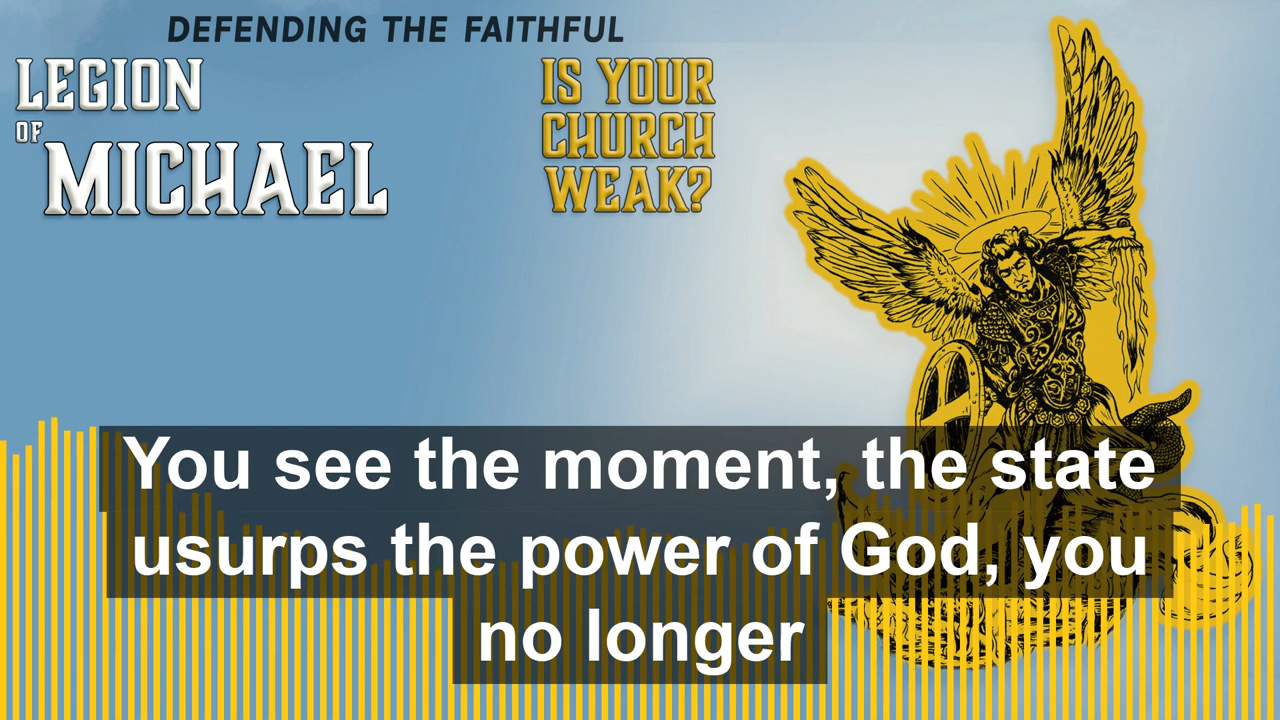 DEFENDING THE FAITHFUL
LEGION
OF
MICHAEL
IS YOUR
CHURCH
WEAK?
You see the moment, the state
usurps the power of God, you
no longer